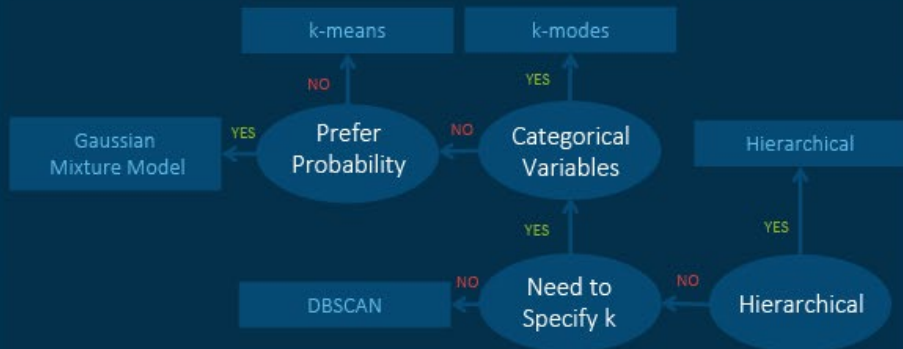 k-means
k-modes
NO
YES
Gaussian
Mixture Model
YES
Prefer
Probability
NO
Categorical
Variables
Hierarchical
YES
YES
DBSCAN
NO
Need to
Specify k
NO
Hierarchical